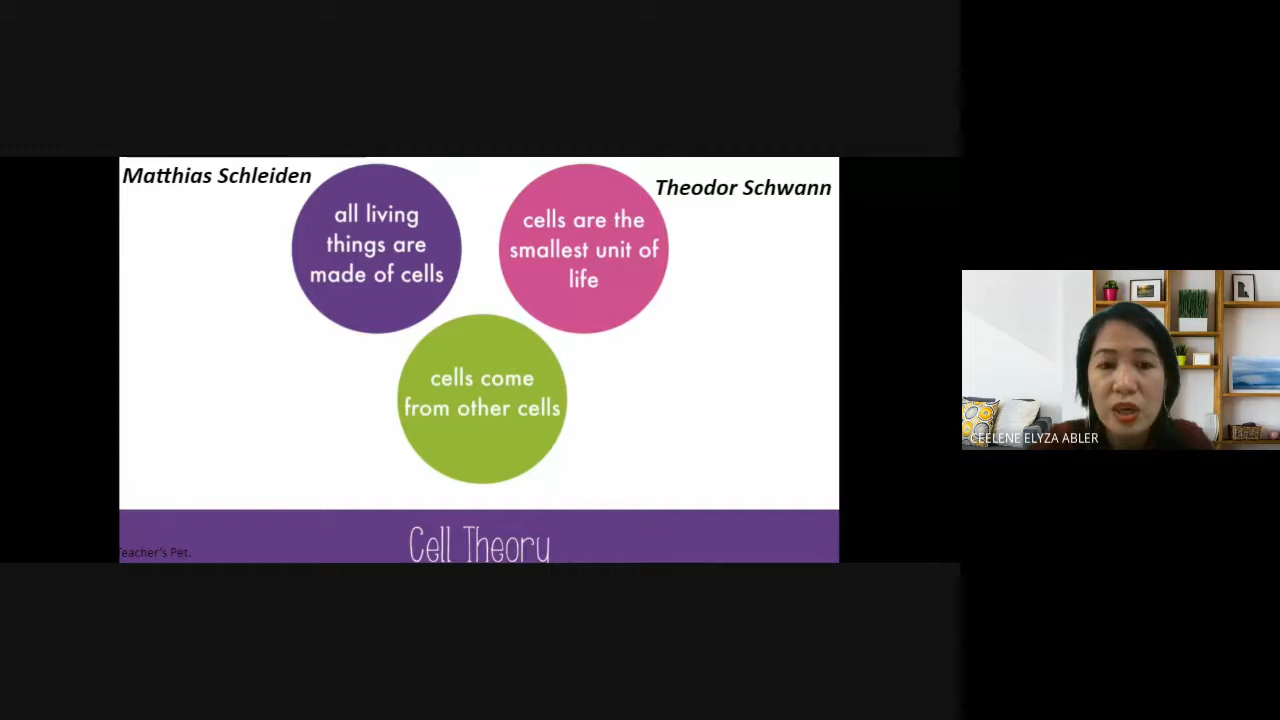 Matthias Schleiden
Theodor Schwann
all living
things are
made of cells
cells are the
smallest unit of
life
cells come
from other cells
Cell Theory
Teacher's Pet.
CEELENE ELYZA ABLER